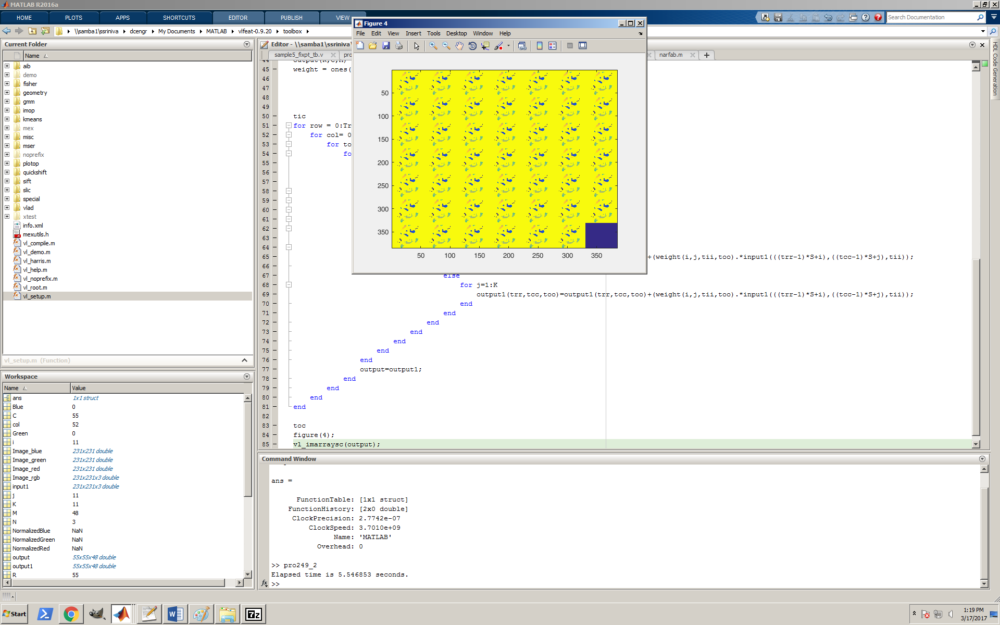 MATLAB R2016a
HOME PLOTS APPS SHORTCUTS EDITOR PUBLISH VIEW
Search Documentation
\\samba1\ssriniva dcengr My Documents MATLAB vlfeat-0.9.20 toolbox
Current Folder
Name
aib
demo
fisher
geometry
gmm
imop
kmeans
mex
misc
mser
noprefix
plotop
quickshift
sift
slic
special
vlad
xtest
info.xml
mexutils.h
vl_compile.m
vl_demo.m
vl_harris.m
vl_help.m
vl_noprefix.m
vl_root.m
vl_setup.m
vl_setup.m (Function)
Workspace
Name Value
ans 1x1 struct
Blue 0
C 55
col 52
Green 0
i 11
Image_blue 231x231 double
Image_green 231x231 double
Image_red 231x231 double
Image_rgb 231x231x3 double
input1 231x231x3 double
j 11
K 11
M 48
N 3
NormalizedBlue NaN
NormalizedGreen NaN
NormalizedRed NaN
output 55x55x48 double
output1 55x55x48 double
R 55
Editor - \\samba1\ssriniva\
sample5_fixpt_tb.v
narfab.m
HDL Code Generation
45 weight = ones(
46
47
48
49
50 tic
51 for row = 0:Tr
52 for col= 0
53 for to
54 fo
55
56
57
58
59
60
61
62
63
64
65 +(weight(i,j,tii,too).*input1(((trr-1)*S+i),((tcc-1)*S+j),tii));
66
67 else
68 for j=1:K
69 output1(trr,tcc,too)=output1(trr,tcc,too)+(weight(i,j,tii,too).*input1(((trr-1)*S+i),((tcc-1)*S+j),tii));
70 end
71 end
72 end
73 end
74 end
75 end
76 end
77 output=output1;
78 end
79 end
80 end
81 end
82
83 toc
84 figure(4);
85 vl_imarraysc(output);
Figure 4
File Edit View Insert Tools Desktop Window Help
50
100
150
200
250
300
350
50 100 150 200 250 300 350
Command Window
ans =
FunctionTable: [1x1 struct]
FunctionHistory: [2x0 double]
ClockPrecision: 2.7742e-07
ClockSpeed: 3.7010e+09
Name: 'MATLAB'
Overhead: 0
>> pro249_2
Elapsed time is 5.546853 seconds.
fx >>
Start
7z
1:19 PM
3/17/2017